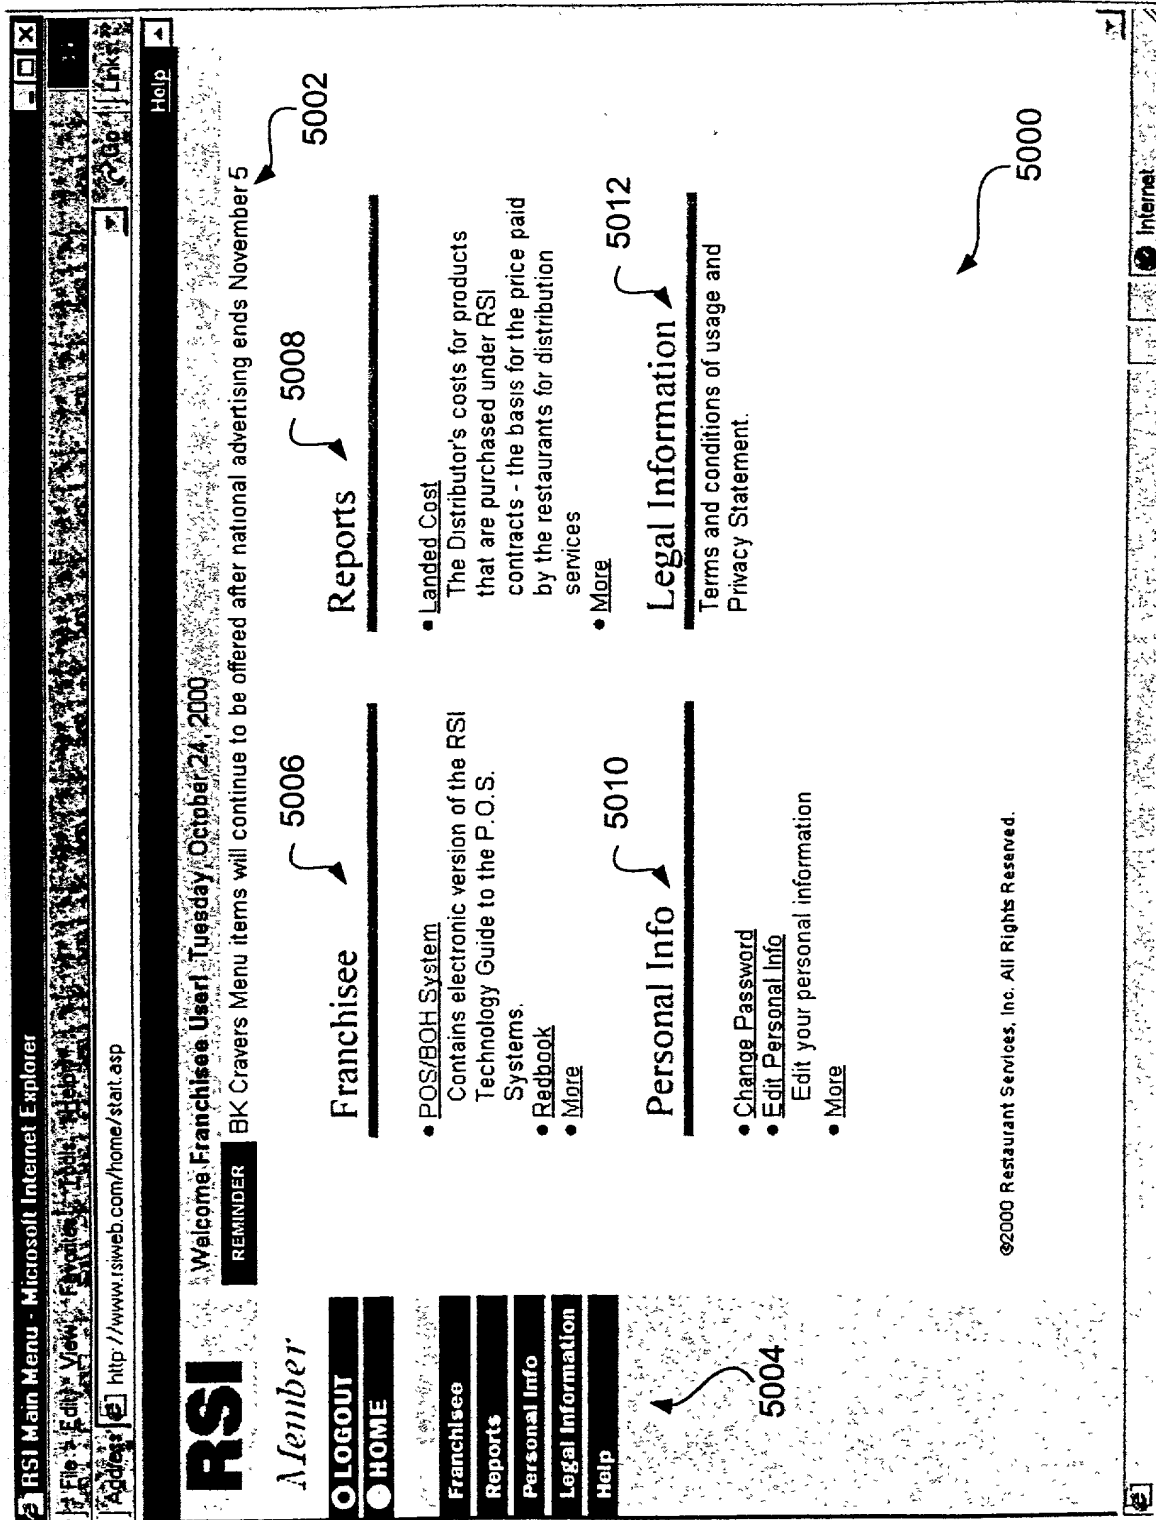 RSI Main Menu - Microsoft Internet Explorer
File Edit View Favorites Tools Help
Address http://www.rsiweb.com/home/start.asp Go Links »
Help
RSI
Welcome Franchisee User! Tuesday, October 24, 2000
REMINDER BK Cravers Menu items will continue to be offered after national advertising ends November 5
5002
Member
LOGOUT
HOME
Franchisee
Reports
Personal Info
Legal Information
Help
5004
5006
Franchisee
• POS/BOH System
Contains electronic version of the RSI
Technology Guide to the P.O.S.
Systems.
• Redbook
• More
5008
Reports
• Landed Cost
The Distributor's costs for products
that are purchased under RSI
contracts - the basis for the price paid
by the restaurants for distribution
services
• More
5010
Personal Info
• Change Password
• Edit Personal Info
Edit your personal information
• More
5012
Legal Information
Terms and conditions of usage and
Privacy Statement.
5000
©2000 Restaurant Services, Inc. All Rights Reserved.
Internet